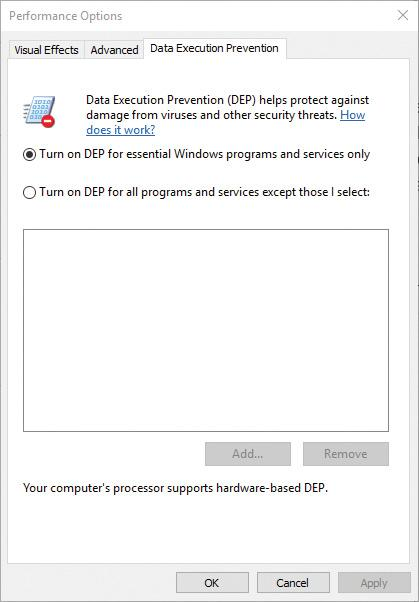 Performance Options
Visual Effects Advanced Data Execution Prevention
Data Execution Prevention (DEP) helps protect against
damage from viruses and other security threats. How
does it work?
Turn on DEP for essential Windows programs and services only
Turn on DEP for all programs and services except those I select:
Add... Remove
Your computer's processor supports hardware-based DEP.
OK Cancel Apply